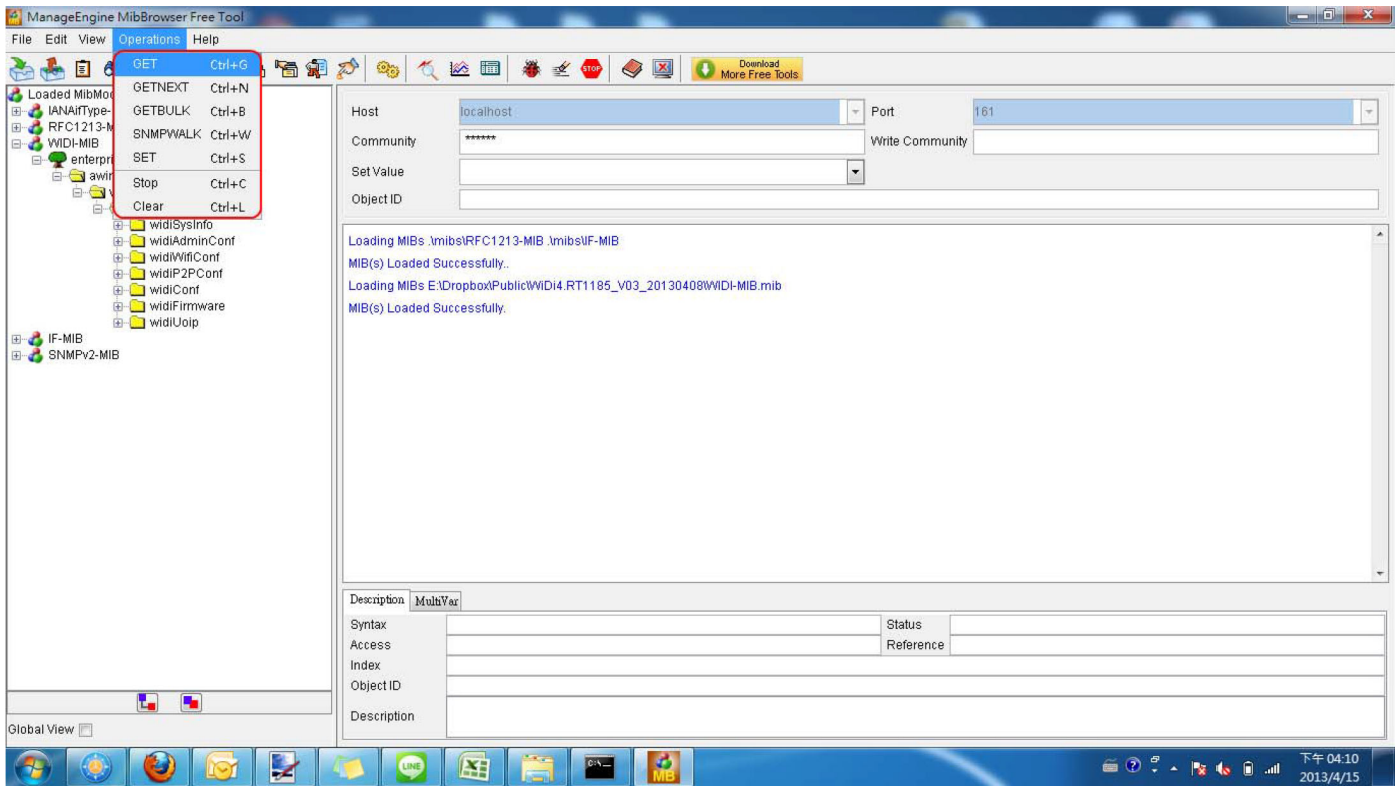 ManageEngine MibBrowser Free Tool
File Edit View Operations Help
GET Ctrl+G
GETNEXT Ctrl+N
GETBULK Ctrl+B
SNMPWALK Ctrl+W
SET Ctrl+S
Stop Ctrl+C
Clear Ctrl+L
STOP
Download
More Free Tools
Loaded MibMo
IANAifType-
RFC1213-M
WIDI-MIB
enterpri
awin
widiSysInfo
widiAdminConf
widiWifiConf
widiP2PConf
widiConf
widiFirmware
widiUoip
IF-MIB
SNMPv2-MIB
Global View
Host localhost Port 161
Community ****** Write Community
Set Value
Object ID
Loading MIBs .\mibs\RFC1213-MIB .\mibs\IF-MIB
MIB(s) Loaded Successfully..
Loading MIBs E:\Dropbox\Public\WiDi4.RT1185_V03_20130408\WIDI-MIB.mib
MIB(s) Loaded Successfully.
Description MultiVar
Syntax Status
Access Reference
Index
Object ID
Description
LINE
C:\_
MB
下午 04:10
2013/4/15